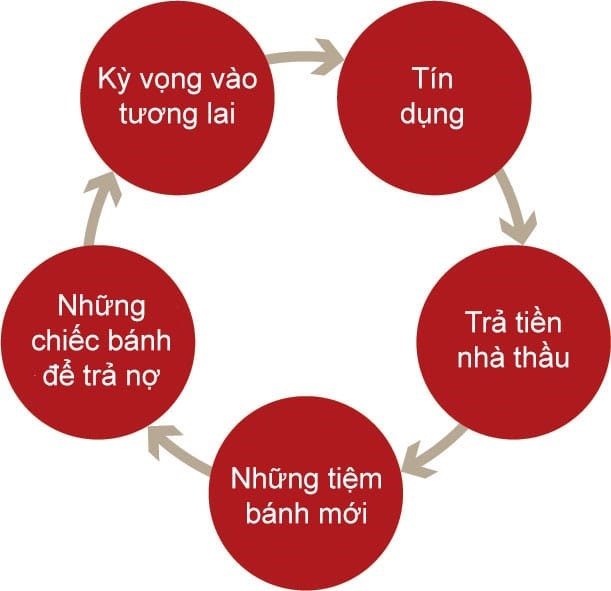 Kỳ vọng vào
tương lai
Tín
dụng
Trả tiền
nhà thầu
Những tiệm
bánh mới
Những
chiếc bánh
để trả nợ